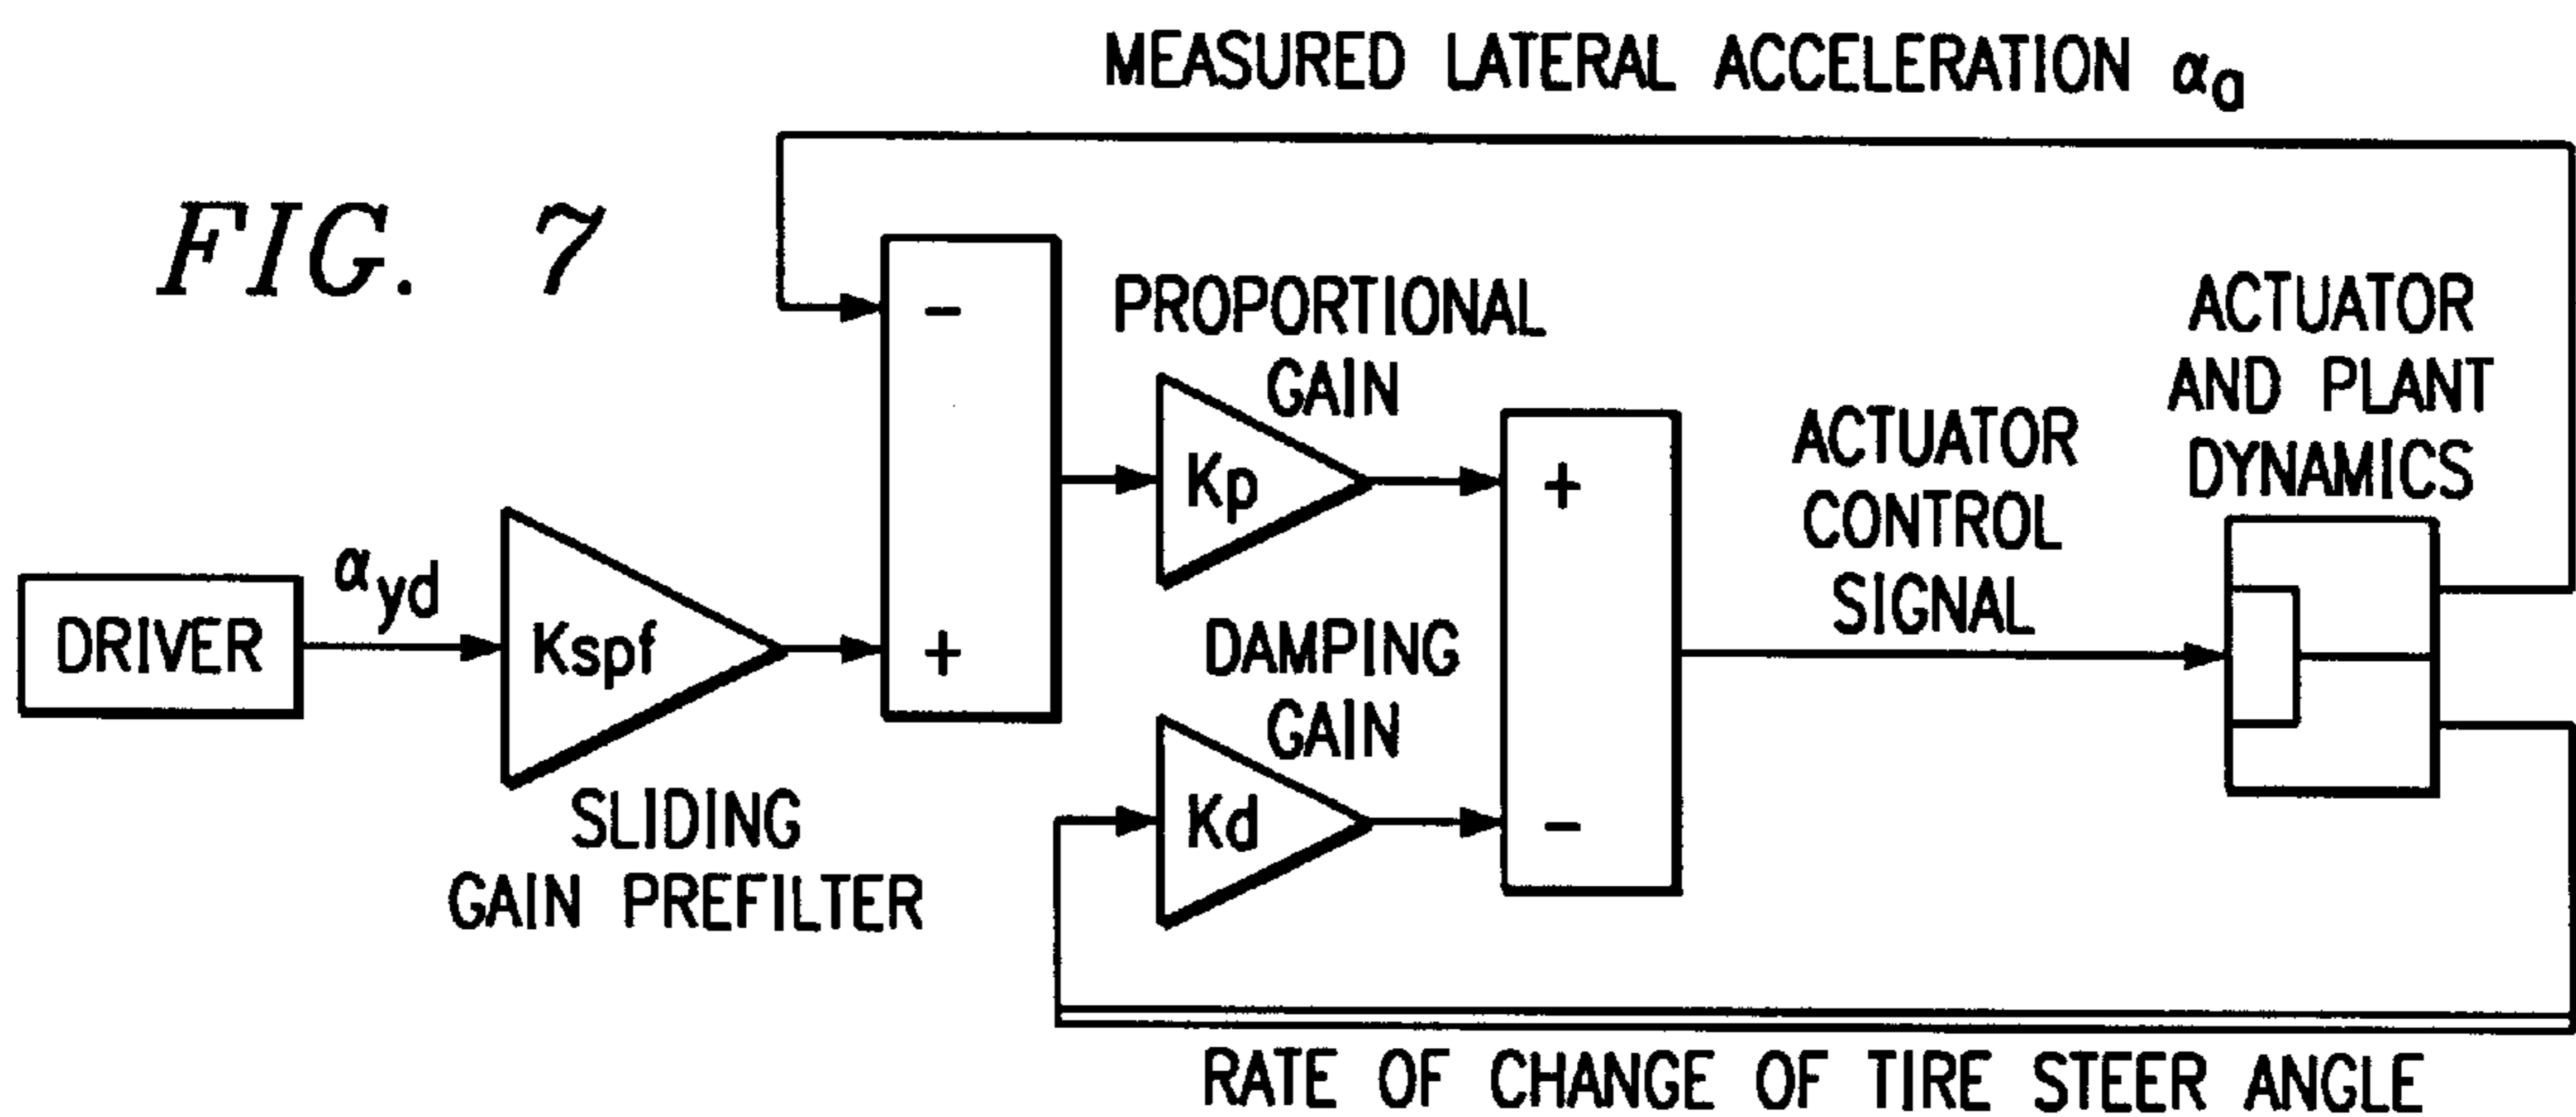 MEASURED LATERAL ACCELERATION αa
FIG. 7
-
PROPORTIONAL
GAIN
ACTUATOR
AND PLANT
DYNAMICS
Kp
+
ACTUATOR
CONTROL
SIGNAL
DRIVER
αyd
Kspf
+
DAMPING
GAIN
SLIDING
GAIN PREFILTER
Kd
-
RATE OF CHANGE OF TIRE STEER ANGLE